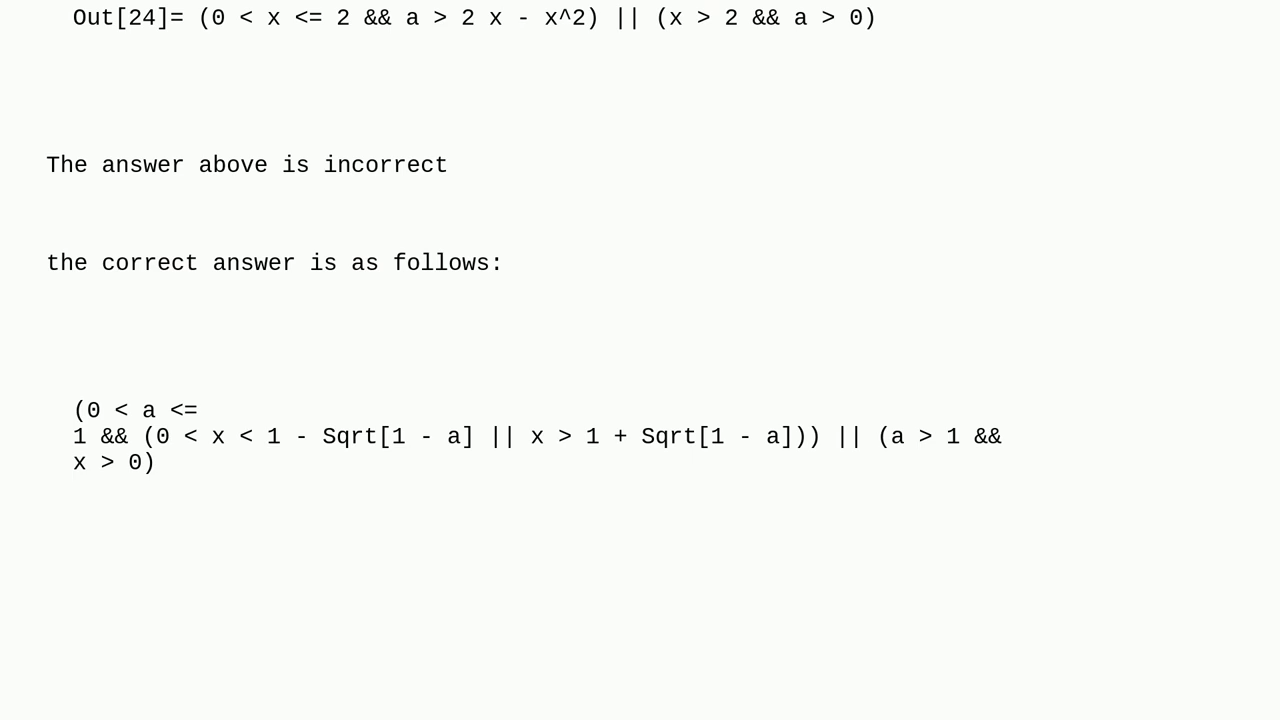 Out[24]= (0 < x <= 2 && a > 2 x - x^2) || (x > 2 && a > 0)
The answer above is incorrect
the correct answer is as follows:
(0 < a <=
1 && (0 < x < 1 - Sqrt[1 - a] || x > 1 + Sqrt[1 - a])) || (a > 1 &&
x > 0)